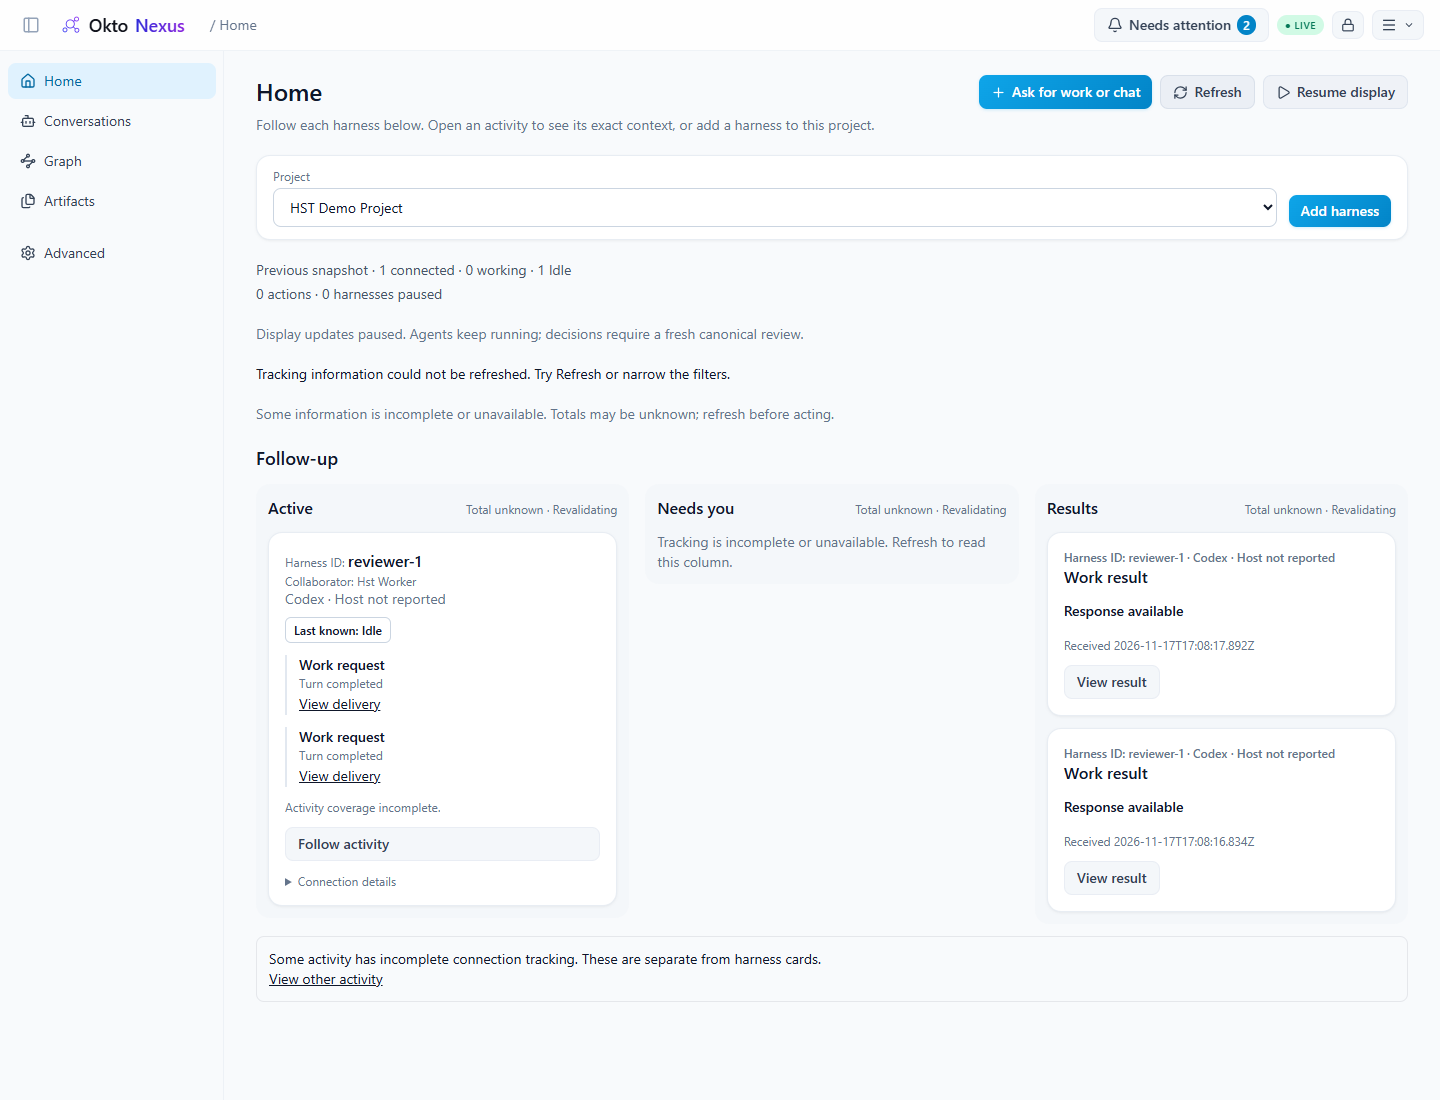 Okto Nexus
/ Home
Needs attention 2
LIVE
Home
Conversations
Graph
Artifacts
Advanced
Home
Ask for work or chat
Refresh
Resume display
Follow each harness below. Open an activity to see its exact context, or add a harness to this project.
Project
HST Demo Project
Add harness
Previous snapshot · 1 connected · 0 working · 1 Idle
0 actions · 0 harnesses paused
Display updates paused. Agents keep running; decisions require a fresh canonical review.
Tracking information could not be refreshed. Try Refresh or narrow the filters.
Some information is incomplete or unavailable. Totals may be unknown; refresh before acting.
Follow-up
Active
Total unknown · Revalidating
Harness ID: reviewer-1
Collaborator: Hst Worker
Codex · Host not reported
Last known: Idle
Work request
Turn completed
View delivery
Work request
Turn completed
View delivery
Activity coverage incomplete.
Follow activity
Connection details
Needs you
Total unknown · Revalidating
Tracking is incomplete or unavailable. Refresh to read
this column.
Results
Total unknown · Revalidating
Harness ID: reviewer-1 · Codex · Host not reported
Work result
Response available
Received 2026-11-17T17:08:17.892Z
View result
Harness ID: reviewer-1 · Codex · Host not reported
Work result
Response available
Received 2026-11-17T17:08:16.834Z
View result
Some activity has incomplete connection tracking. These are separate from harness cards.
View other activity